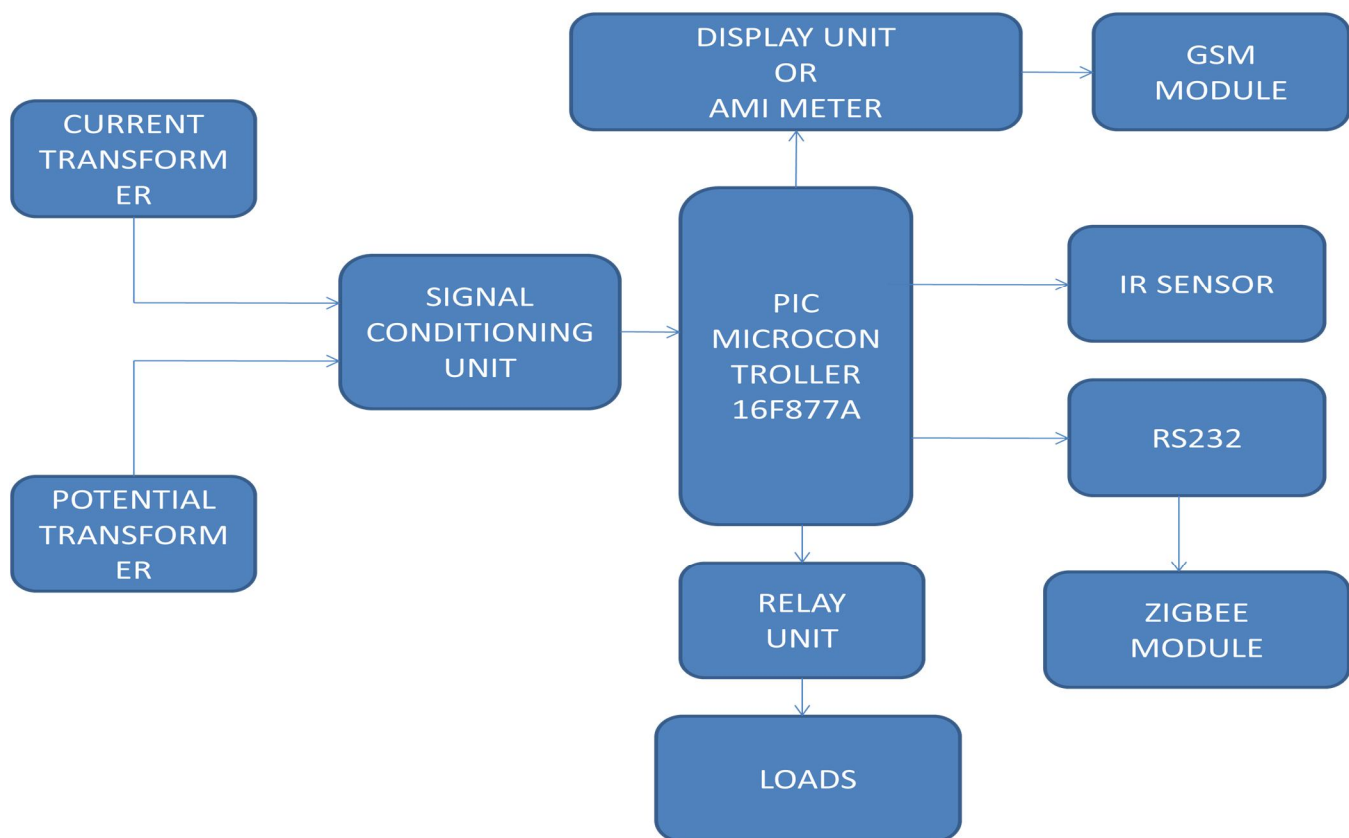 DISPLAY UNIT
OR
AMI METER
GSM
MODULE
CURRENT
TRANSFORM
ER
SIGNAL
CONDITIONING
UNIT
PIC
MICROCON
TROLLER
16F877A
IR SENSOR
RS232
POTENTIAL
TRANSFORM
ER
RELAY
UNIT
ZIGBEE
MODULE
LOADS